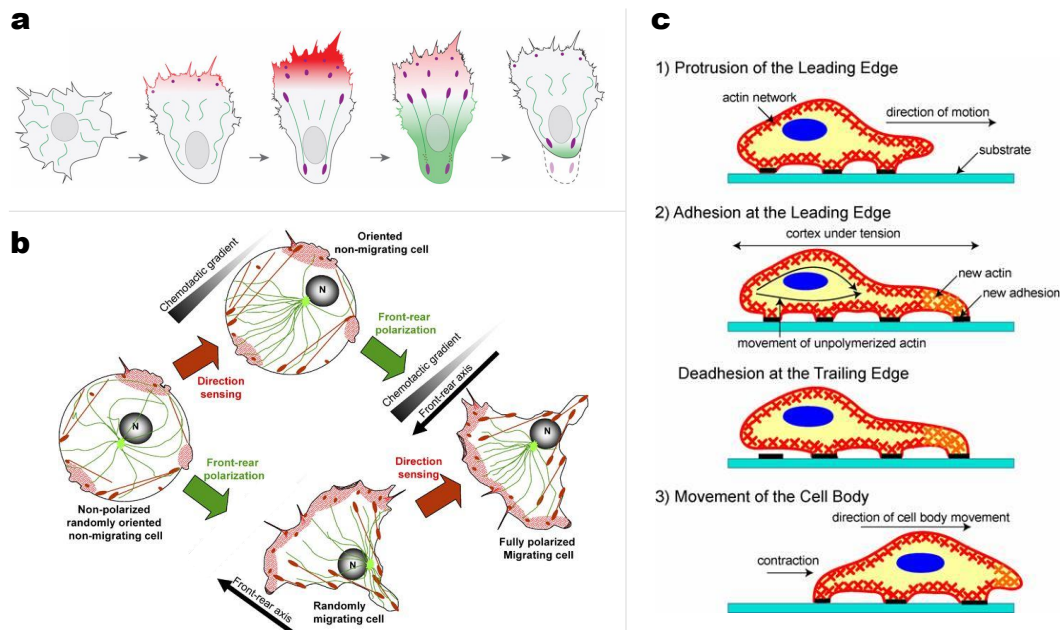 a
b
Oriented
non-migrating cell
Chemotactic gradient
N
Front-rear
polarization
Direction
sensing
Chemotactic gradient
Front-rear axis
N
Front-rear
polarization
Direction
sensing
N
Non-polarized
randomly oriented
non-migrating cell
Fully polarized
Migrating cell
N
Front-rear axis
Randomly
migrating cell
c
1) Protrusion of the Leading Edge
actin network
direction of motion
substrate
2) Adhesion at the Leading Edge
cortex under tension
new actin
new adhesion
movement of unpolymerized actin
Deadhesion at the Trailing Edge
3) Movement of the Cell Body
direction of cell body movement
contraction